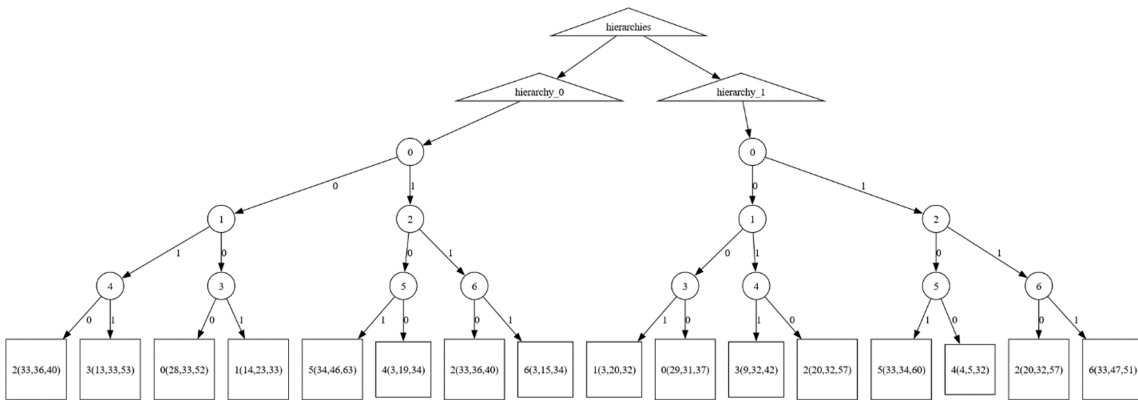 hierarchies
hierarchy_0 hierarchy_1
0 0
0 1 0 1
1 2 1 2
1 0 0 1 0 1 0 1
4 3 5 6 3 4 5 6
0 1 0 1 1 0 0 1 1 0 1 0 1 0 0 1
2(33,36,40) 3(13,33,53) 0(28,33,52) 1(14,23,33) 5(34,46,63) 4(3,19,34) 2(33,36,40) 6(3,15,34) 1(3,20,32) 0(29,31,37) 3(9,32,42) 2(20,32,57) 5(33,34,60) 4(4,5,32) 2(20,32,57) 6(33,47,51)